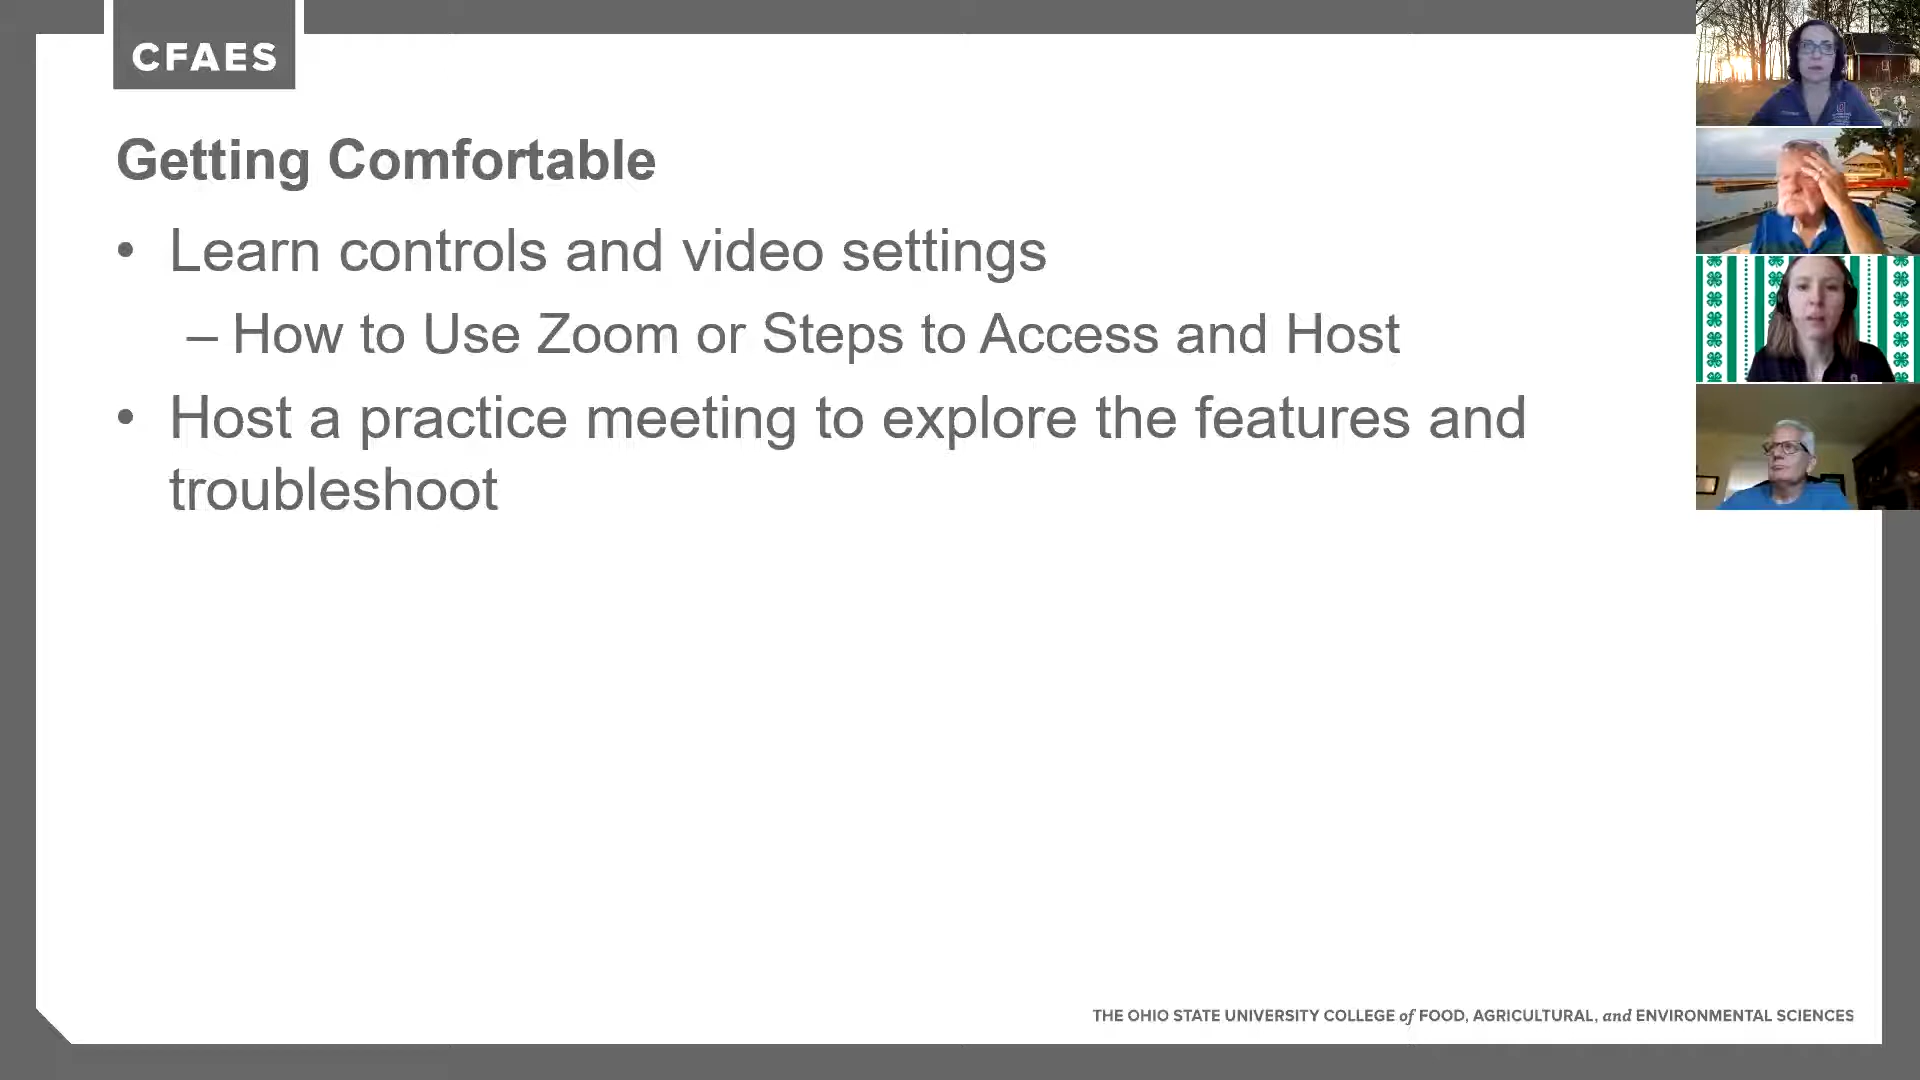 CFAES
Getting Comfortable
• Learn controls and video settings
– How to Use Zoom or Steps to Access and Host
• Host a practice meeting to explore the features and
troubleshoot
THE OHIO STATE UNIVERSITY COLLEGE of FOOD, AGRICULTURAL, and ENVIRONMENTAL SCIENCES